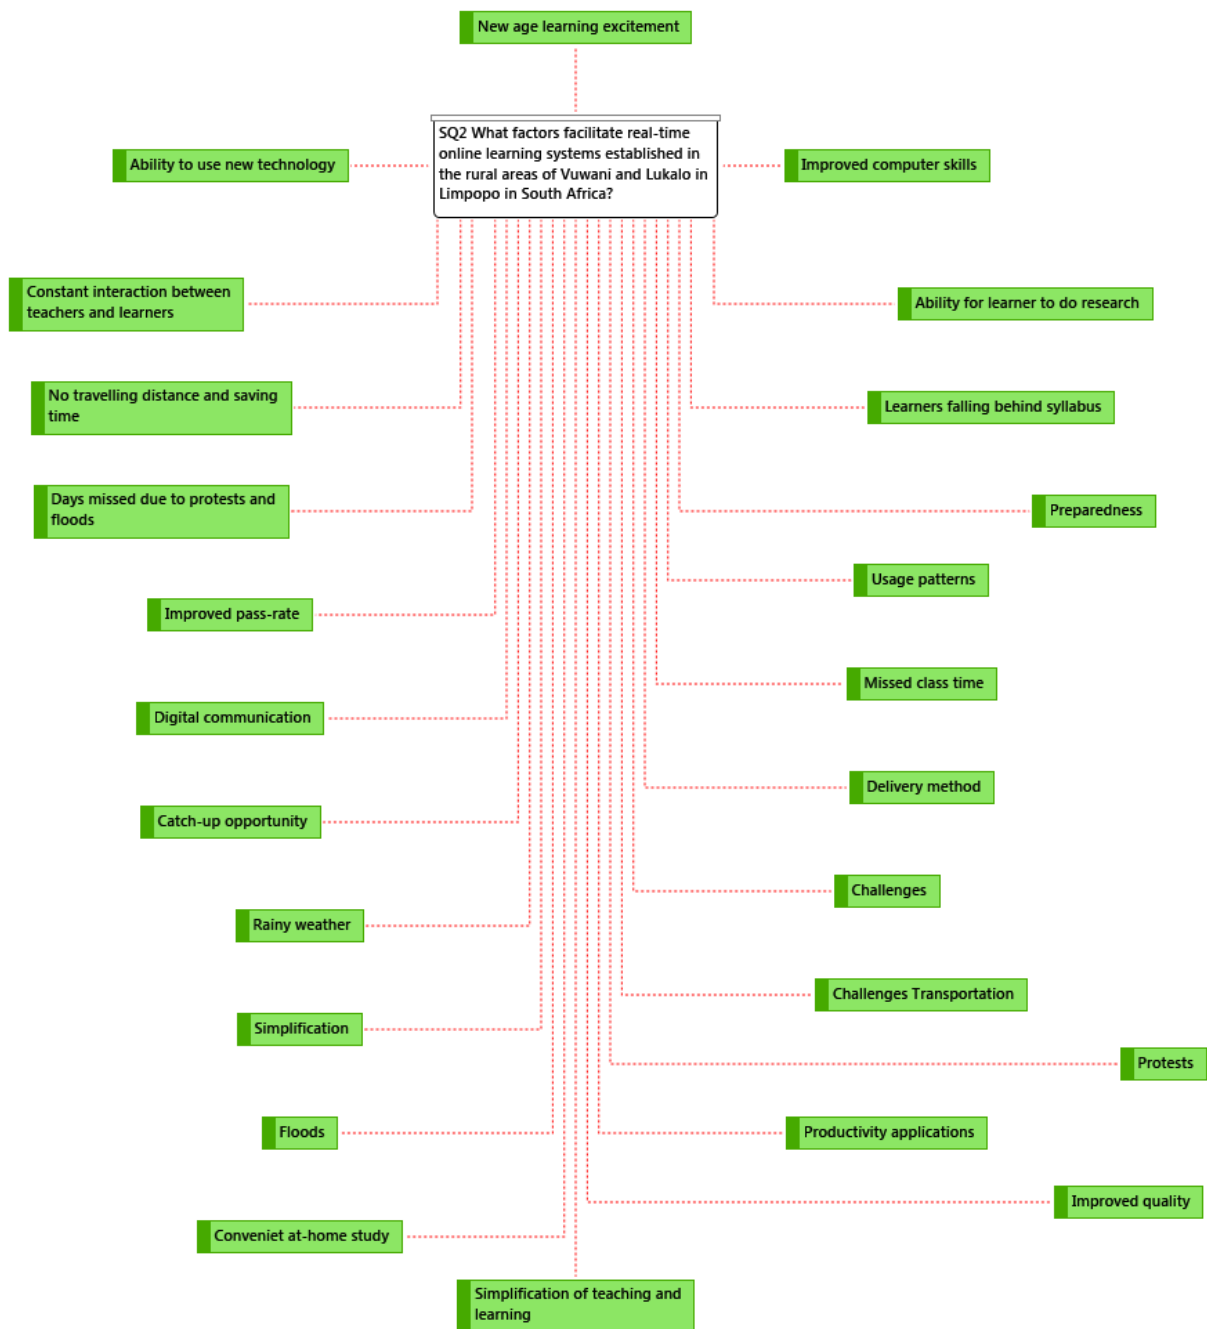 New age learning excitement
SQ2 What factors facilitate real-time
online learning systems established in
the rural areas of Vuwani and Lukalo in
Limpopo in South Africa?
Ability to use new technology
Improved computer skills
Constant interaction between
teachers and learners
Ability for learner to do research
No travelling distance and saving
time
Learners falling behind syllabus
Days missed due to protests and
floods
Preparedness
Usage patterns
Improved pass-rate
Missed class time
Digital communication
Delivery method
Catch-up opportunity
Challenges
Rainy weather
Challenges Transportation
Simplification
Protests
Floods
Productivity applications
Improved quality
Conveniet at-home study
Simplification of teaching and
learning